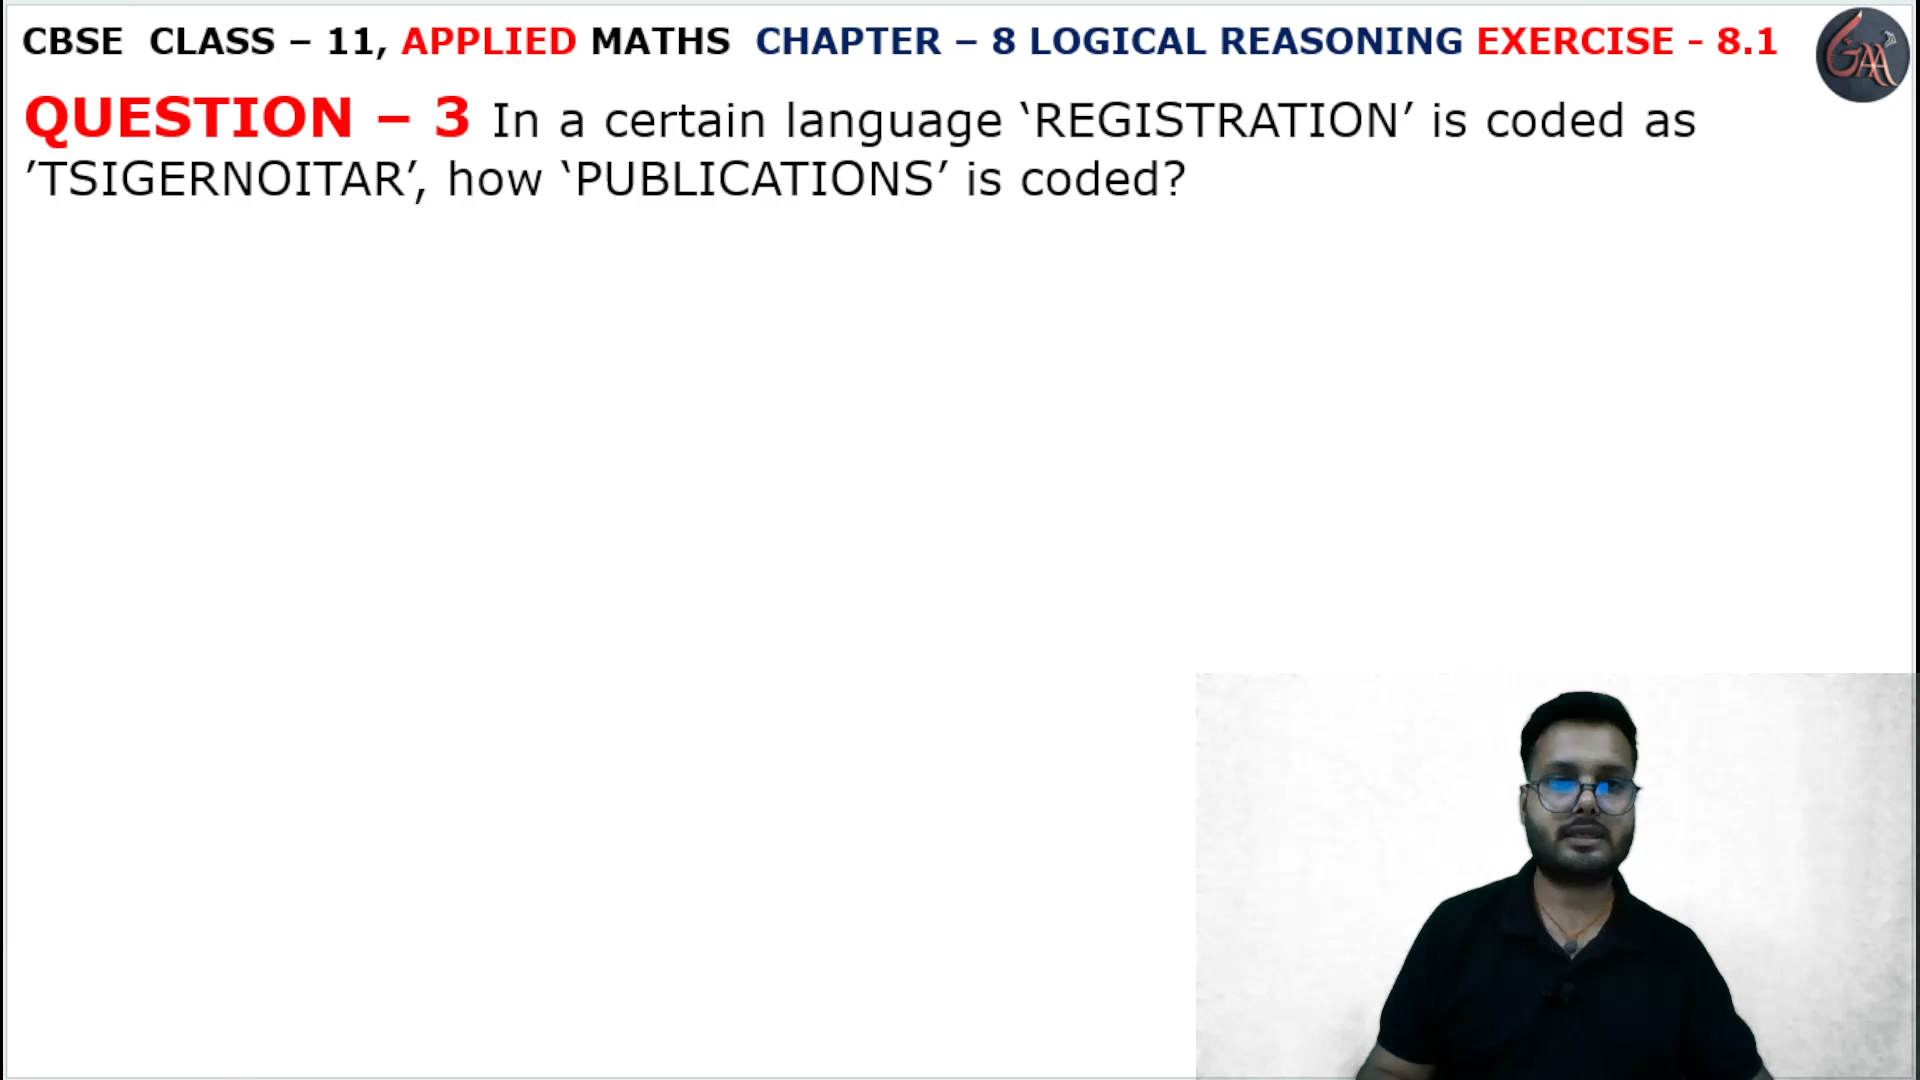 CBSE CLASS – 11, APPLIED MATHS CHAPTER – 8 LOGICAL REASONING EXERCISE - 8.1
QUESTION – 3 In a certain language ‘REGISTRATION’ is coded as
’TSIGERNOITAR’, how ‘PUBLICATIONS’ is coded?